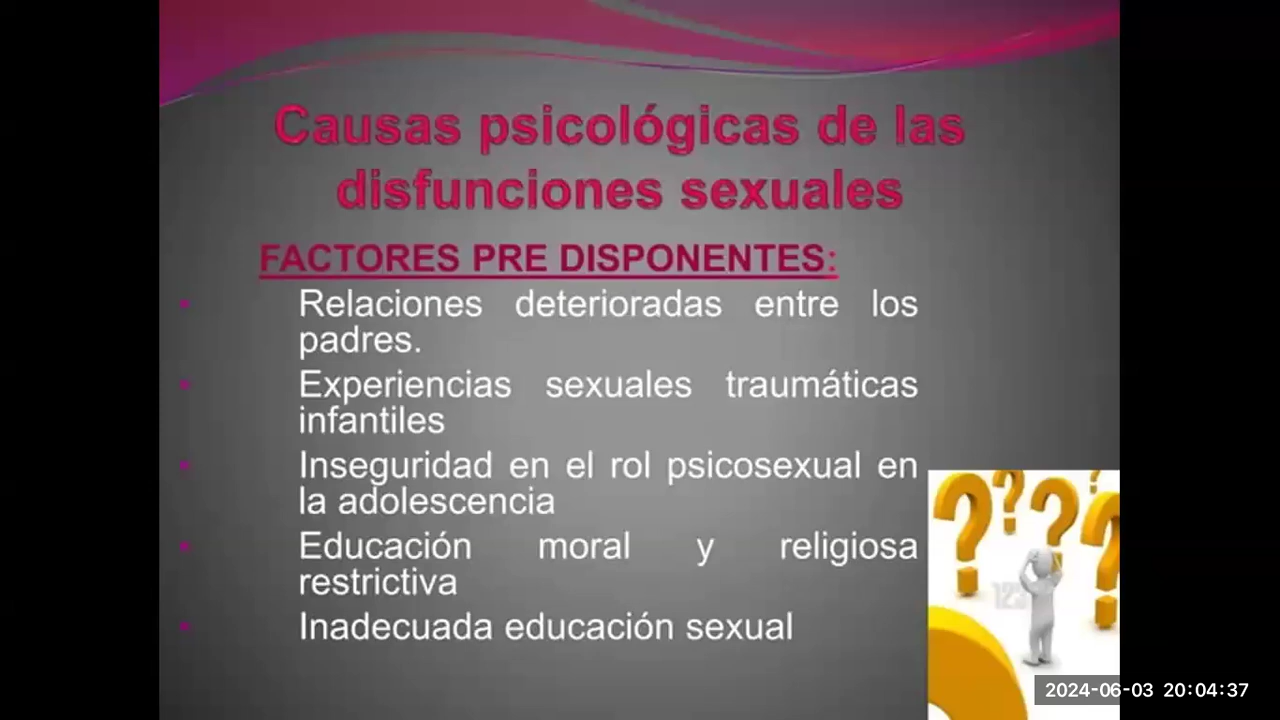 Causas psicológicas de las
disfunciones sexuales
FACTORES PRE DISPONENTES:
• Relaciones deterioradas entre los
padres.
• Experiencias sexuales traumáticas
infantiles
• Inseguridad en el rol psicosexual en
la adolescencia
• Educación moral y religiosa
restrictiva
• Inadecuada educación sexual
2024-06-03 20:04:37